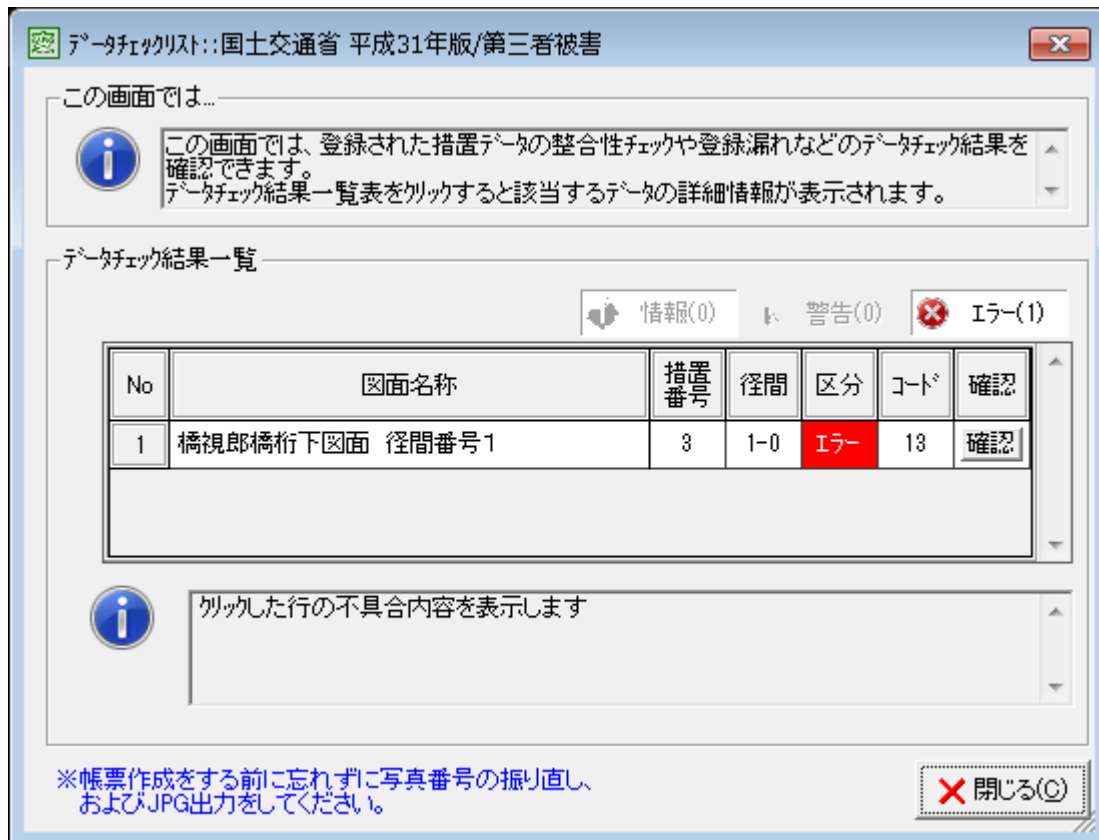 ﾃﾞｰﾀﾁｪｯｸﾘｽﾄ::国土交通省 平成31年版/第三者被害
この画面では...
この画面では、登録された措置ﾃﾞｰﾀの整合性ﾁｪｯｸや登録漏れなどのﾃﾞｰﾀﾁｪｯｸ結果を
確認できます。
ﾃﾞｰﾀﾁｪｯｸ結果一覧表をｸﾘｯｸすると該当するﾃﾞｰﾀの詳細情報が表示されます。
ﾃﾞｰﾀﾁｪｯｸ結果一覧
情報(0) 警告(0) ｴﾗｰ(1)
No 図面名称 措置番号 径間 区分 ｺｰﾄﾞ 確認
1 橋視郎橋桁下図面 径間番号1 3 1-0 ｴﾗｰ 13 確認
ｸﾘｯｸした行の不具合内容を表示します
※帳票作成をする前に忘れずに写真番号の振り直し、
およびJPG出力をしてください。
閉じる(C)